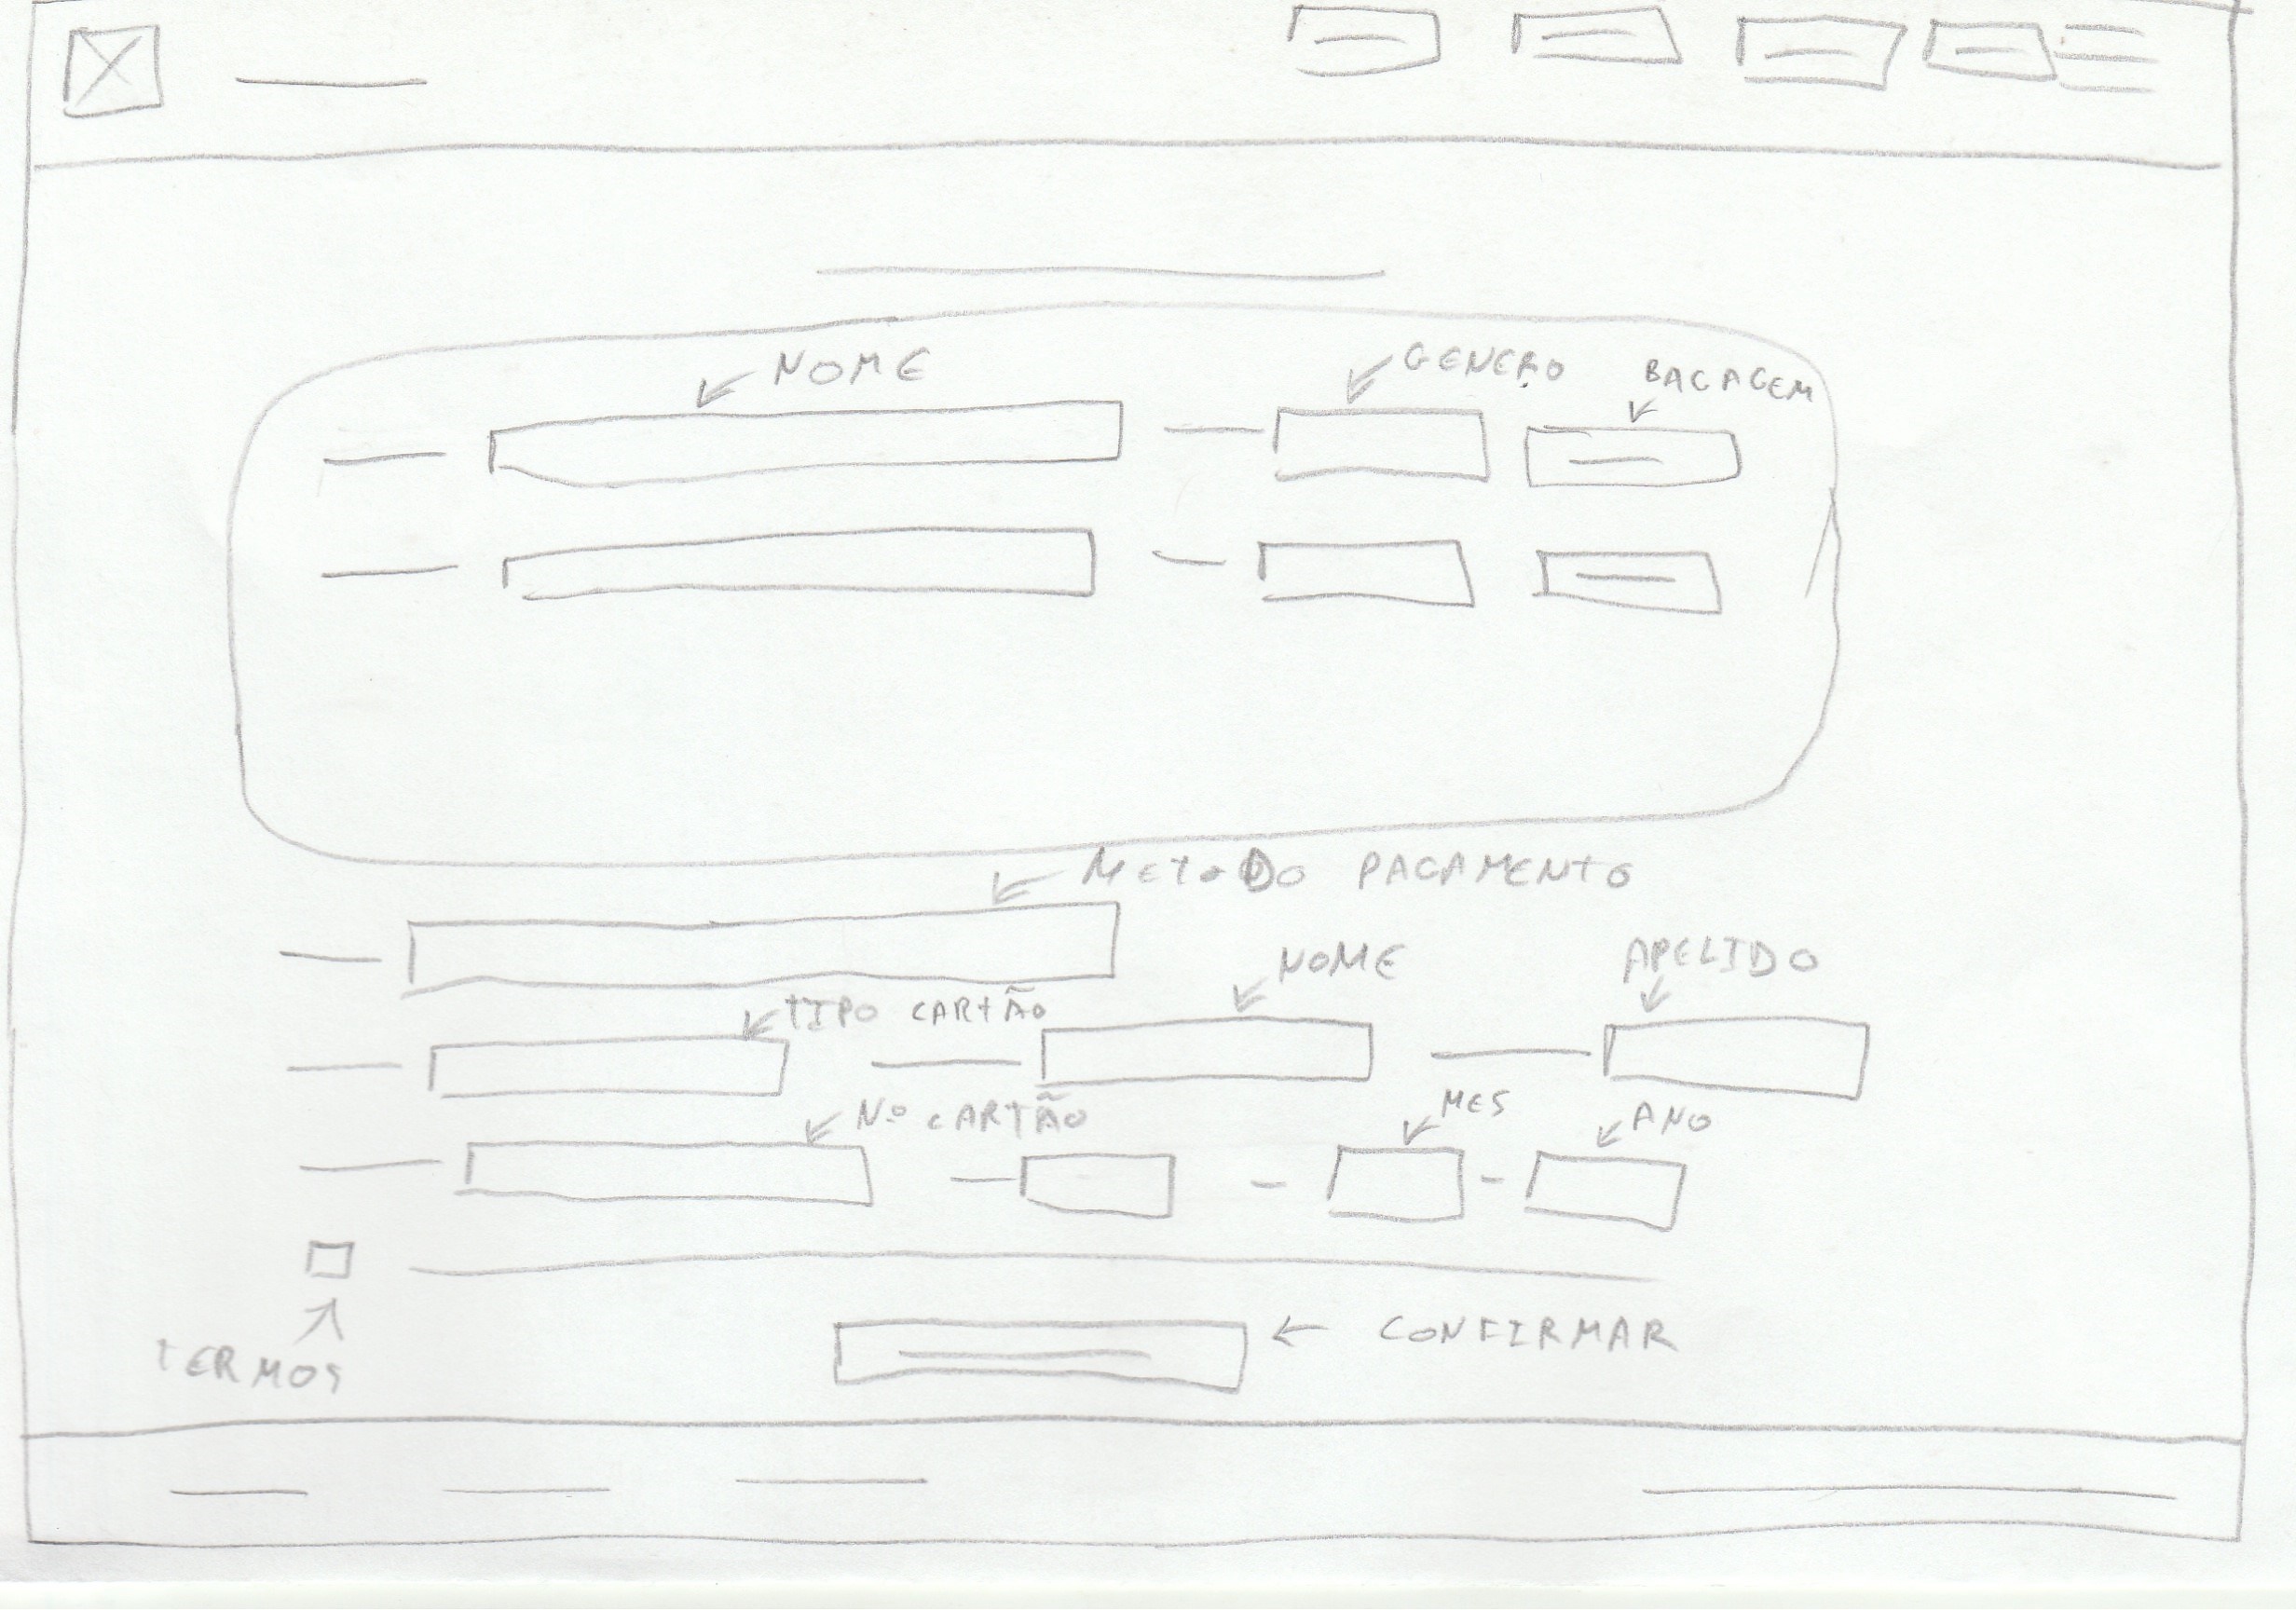 NOME
GENERO
BAGAGEM
METODO PAGAMENTO
NOME
APELIDO
TIPO CARTÃO
Nº CARTÃO
MES
ANO
TERMOS
CONFIRMAR